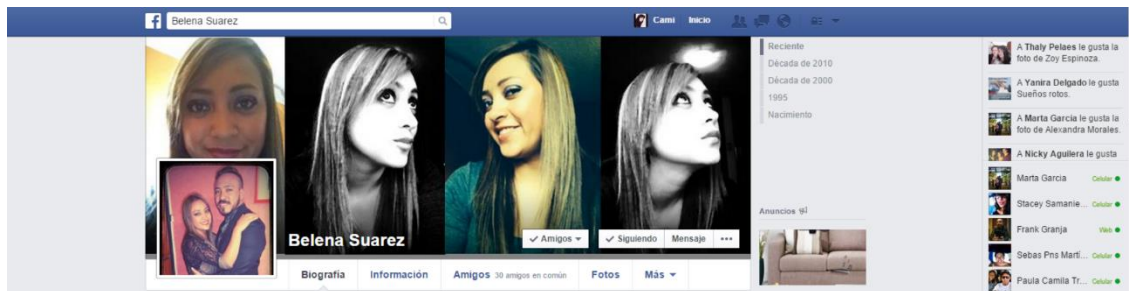 f
Belena Suarez
Cami Inicio
Belena Suarez
Amigos
Siguiendo Mensaje
Biografía Información Amigos 30 amigos en común Fotos Más
Reciente
Década de 2010
Década de 2000
1995
Nacimiento
Anuncios
A Thaly Pelaes le gusta la
foto de Zoy Espinoza.
A Yanira Delgado le gusta
Sueños rotos.
A Marta Garcia le gusta la
foto de Alexandra Morales.
A Nicky Aguilera le gusta
Marta Garcia Celular
Stacey Samanie... Celular
Frank Granja Web
Sebas Pns Martí... Celular
Paula Camila Tr... Celular